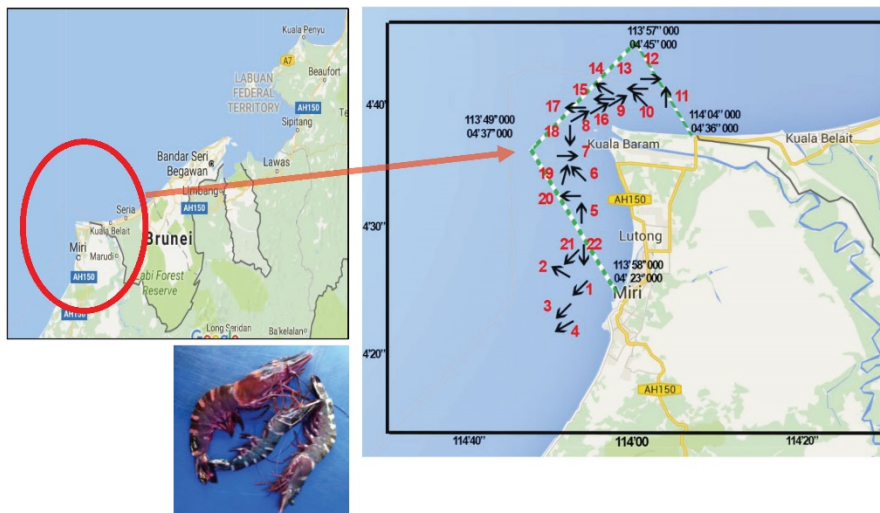 Kuala Penyu
A7
Beaufort
LABUAN
FEDERAL
TERRITORY
AH150
Sipitang
Bandar Seri
Begawan
Lawas
Limbang
AH150
Seria
Kuala Belait
Brunei
Miri
Marudi
AH150
Labi Forest
Reserve
AH150
Long Seridan
Ba'kelalan
Google
113'57" 000
04' 45" 000
14 13 12
15
11
17
4'40'
113'49" 000
04'37" 000
18 8 16 9 10
114'04" 000
04'36" 000
Kuala Baram
Kuala Belait
7
19 6
AH150
20
5
4'30'
Lutong
21 22
2
113'58" 000
04' 23" 000
1
Miri
3
4
4'20'
AH150
114'40" 114'00 114'20"